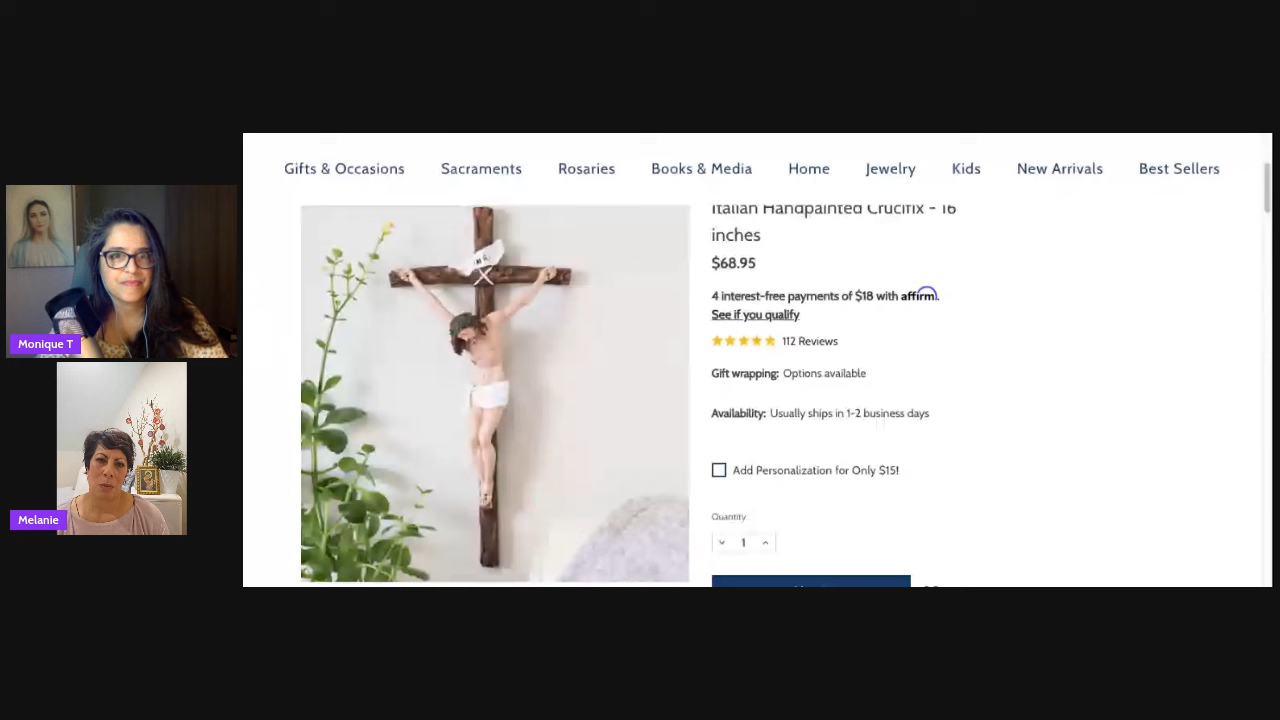 Gifts & Occasions Sacraments Rosaries Books & Media Home Jewelry Kids New Arrivals Best Sellers
Italian Handpainted Crucifix - 16
inches
$68.95
4 interest-free payments of $18 with affirm.
See if you qualify
112 Reviews
Gift wrapping: Options available
Availability: Usually ships in 1-2 business days
Add Personalization for Only $15!
Quantity
1
Monique T
Melanie